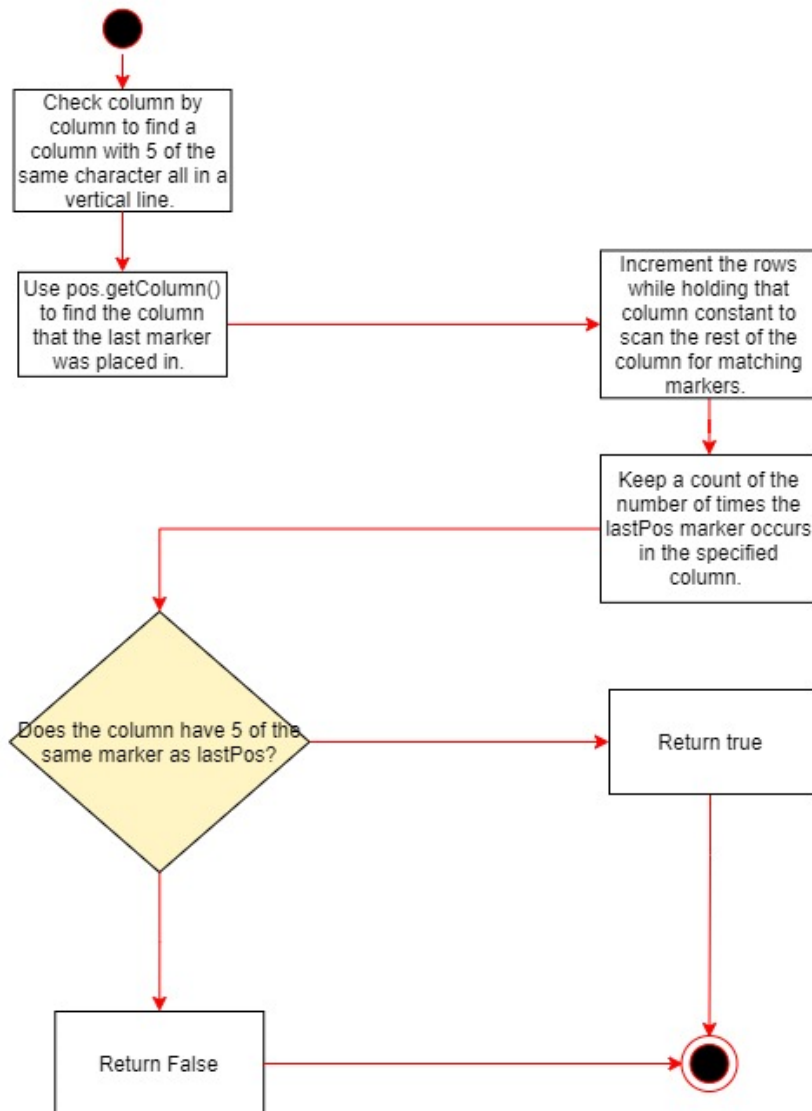 Check column by
column to find a
column with 5 of the
same character all in a
vertical line.
Use pos.getColumn()
to find the column
that the last marker
was placed in.
Increment the rows
while holding that
column constant to
scan the rest of the
column for matching
markers.
Keep a count of the
number of times the
lastPos marker occurs
in the specified
column.
Does the column have 5 of the
same marker as lastPos?
Return true
Return False